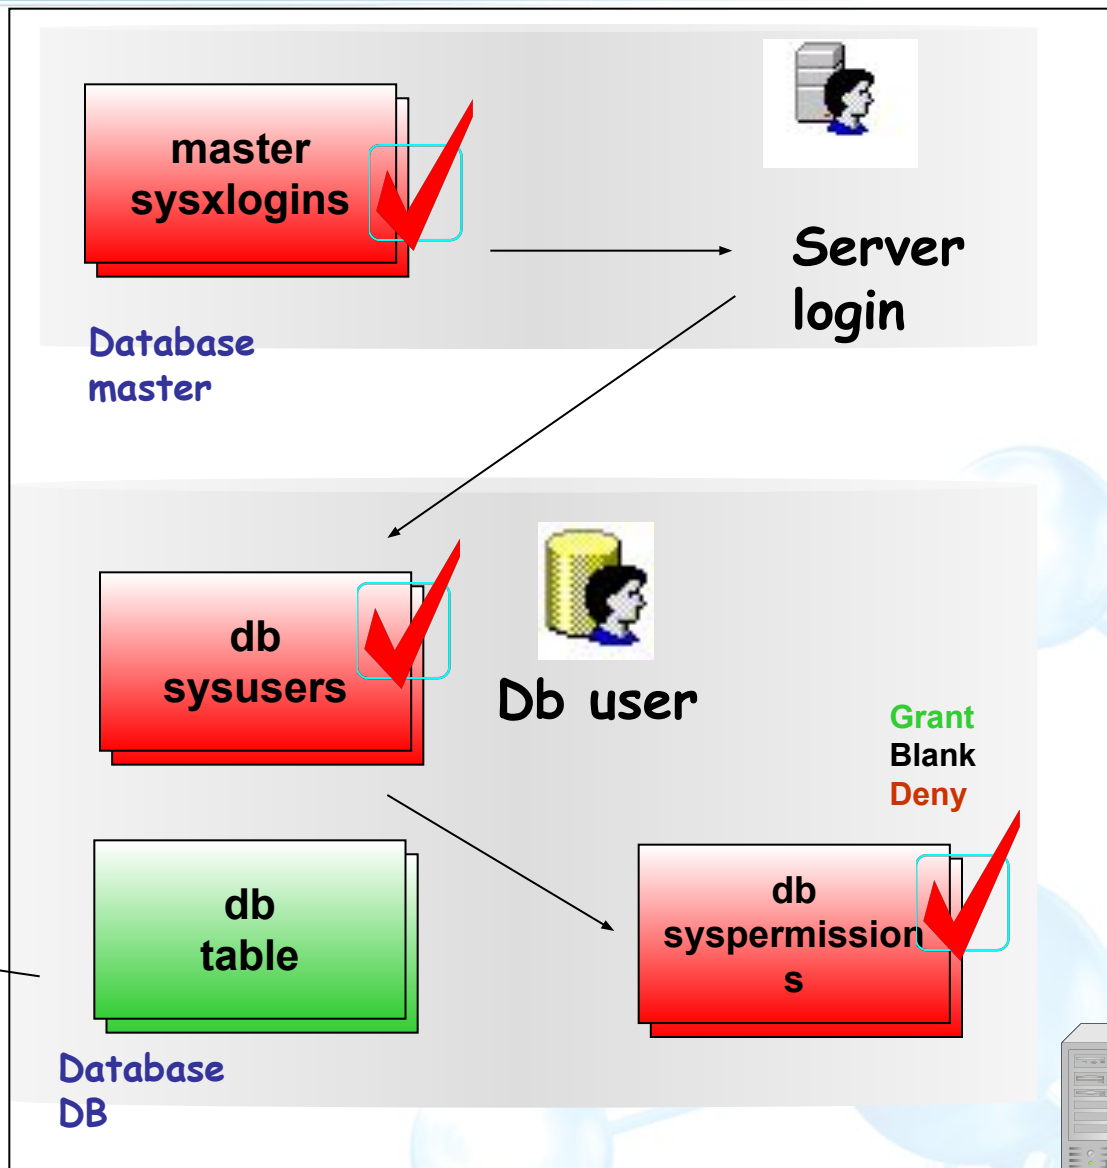 master
sysxlogins
Server
login
Database
master
db
sysusers
Db user
Grant
Blank
Deny
db
table
db
syspermission
s
Database
DB